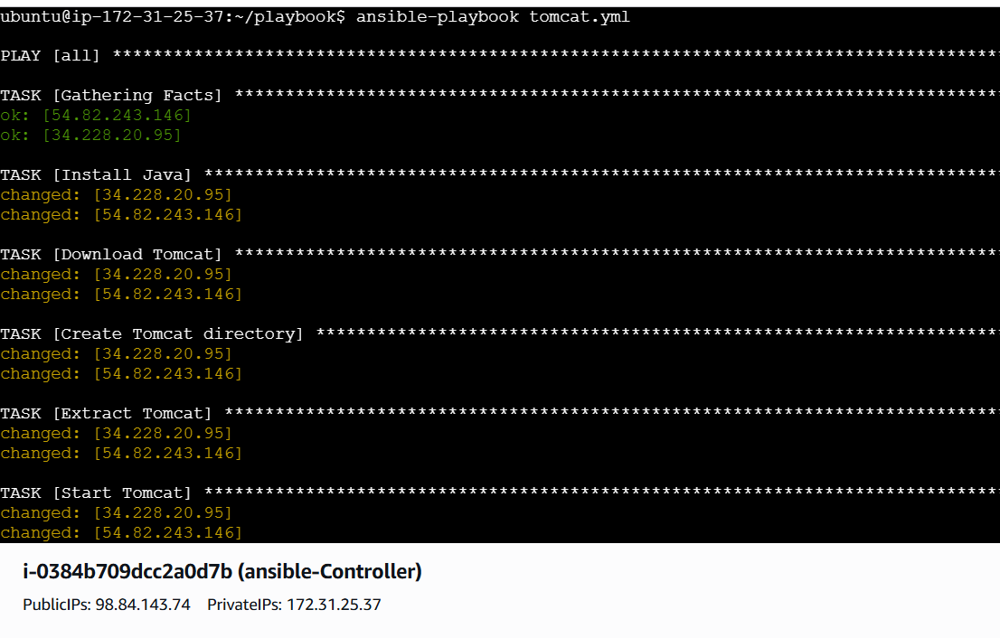 ubuntu@ip-172-31-25-37:~/playbook$ ansible-playbook tomcat.yml
PLAY [all] ***************************************************************************************
TASK [Gathering Facts] ***************************************************************************
ok: [54.82.243.146]
ok: [34.228.20.95]
TASK [Install Java] ******************************************************************************
changed: [34.228.20.95]
changed: [54.82.243.146]
TASK [Download Tomcat] ***************************************************************************
changed: [34.228.20.95]
changed: [54.82.243.146]
TASK [Create Tomcat directory] *******************************************************************
changed: [34.228.20.95]
changed: [54.82.243.146]
TASK [Extract Tomcat] ****************************************************************************
changed: [34.228.20.95]
changed: [54.82.243.146]
TASK [Start Tomcat] ******************************************************************************
changed: [34.228.20.95]
changed: [54.82.243.146]
i-0384b709dcc2a0d7b (ansible-Controller)
PublicIPs: 98.84.143.74 PrivateIPs: 172.31.25.37